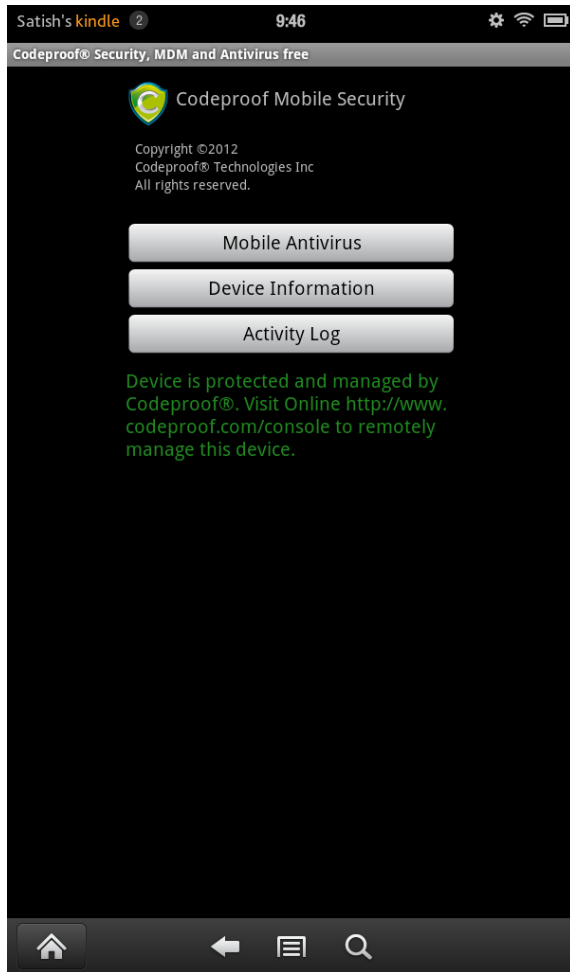 Satish's kindle 2 9:46
Codeproof® Security, MDM and Antivirus free
Codeproof Mobile Security
Copyright ©2012
Codeproof® Technologies Inc
All rights reserved.
Mobile Antivirus
Device Information
Activity Log
Device is protected and managed by
Codeproof®. Visit Online http://www.
codeproof.com/console to remotely
manage this device.